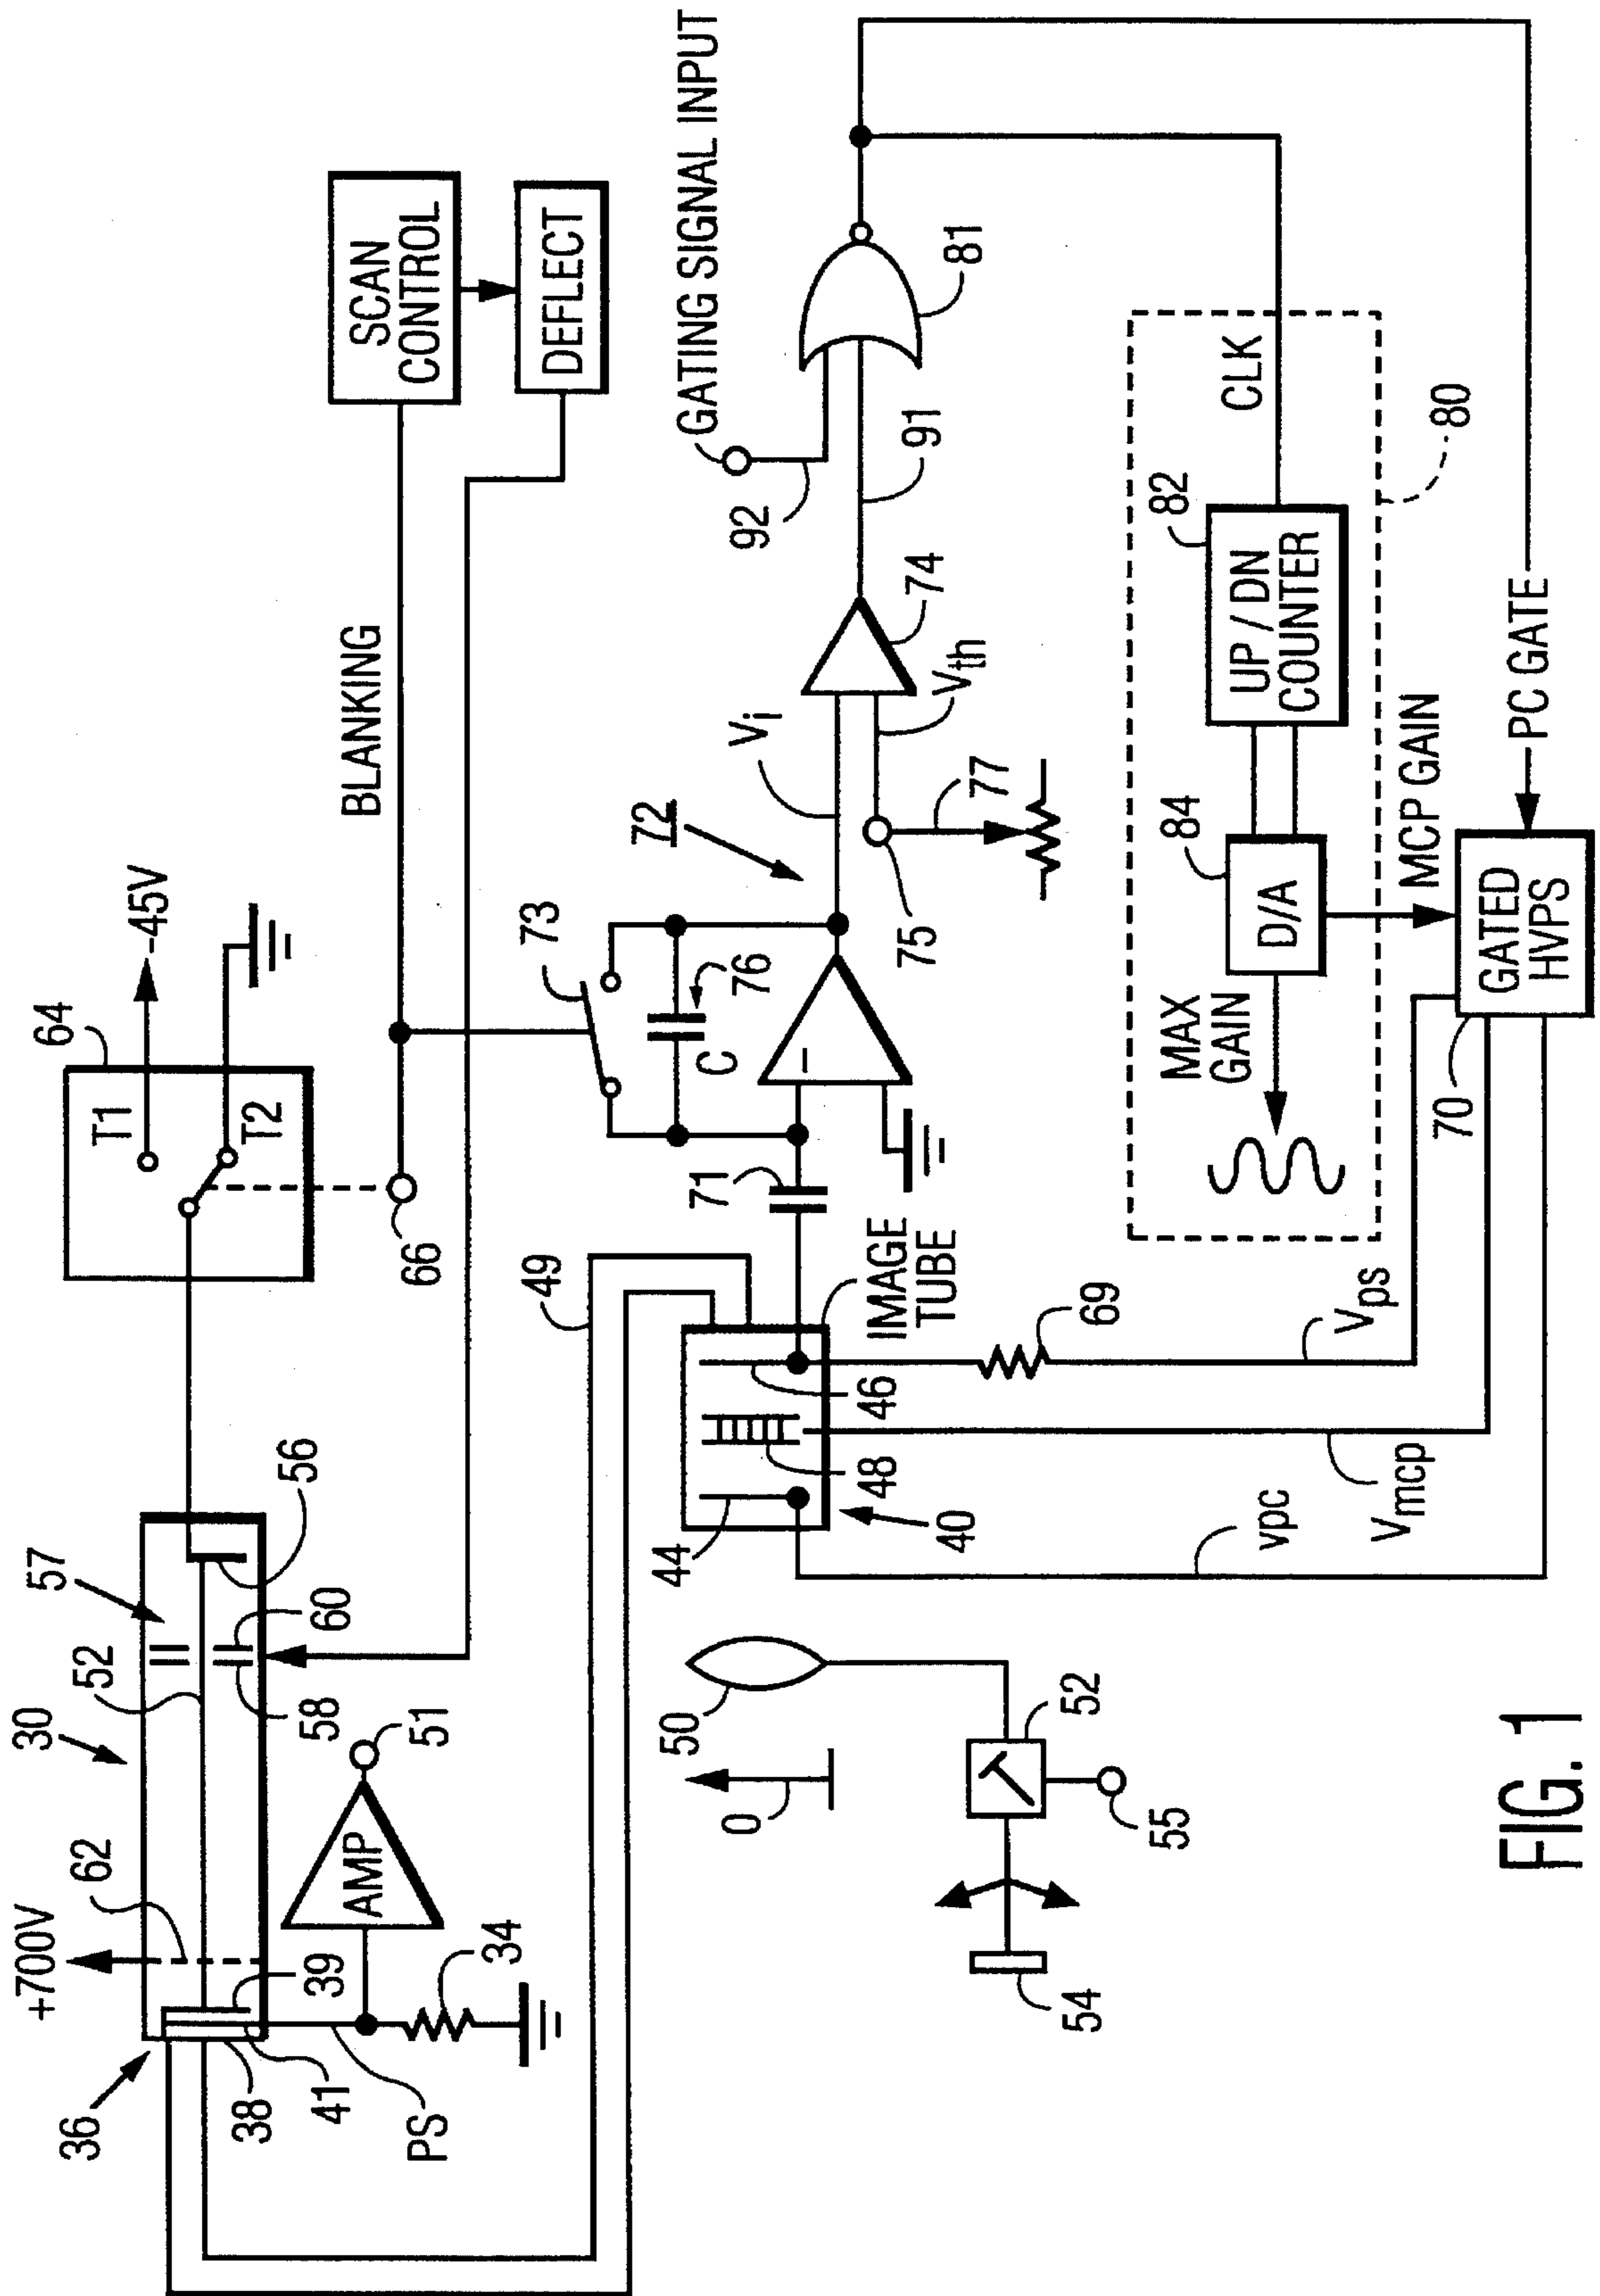 +700V
36
38
41
39
62
30
52
58
60
57
56
PS
34
AMP
51
64
T1
T2
-45V
66
BLANKING
SCAN
CONTROL
DEFLECT
49
0
50
54
52
55
44
48
46
40
IMAGE
TUBE
71
73
C
76
72
Vi
75
77
Vth
74
91
92
GATING SIGNAL INPUT
81
69
vpc
Vmcp
Vps
70
GATED
HVPS
MAX
GAIN
D/A
84
MCP GAIN
UP / DN
COUNTER
82
CLK
80
PC GATE
FIG. 1